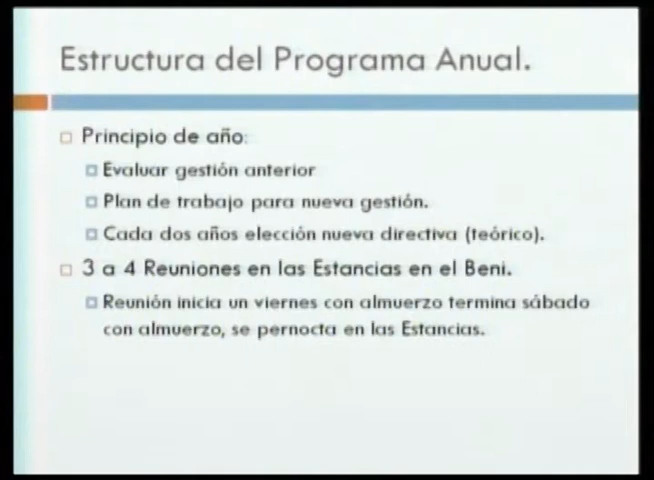 Estructura del Programa Anual.
Principio de año:
Evaluar gestión anterior
Plan de trabajo para nueva gestión.
Cada dos años elección nueva directiva (teórico).
3 a 4 Reuniones en las Estancias en el Beni.
Reunión inicia un viernes con almuerzo termina sábado
con almuerzo, se pernocta en las Estancias.